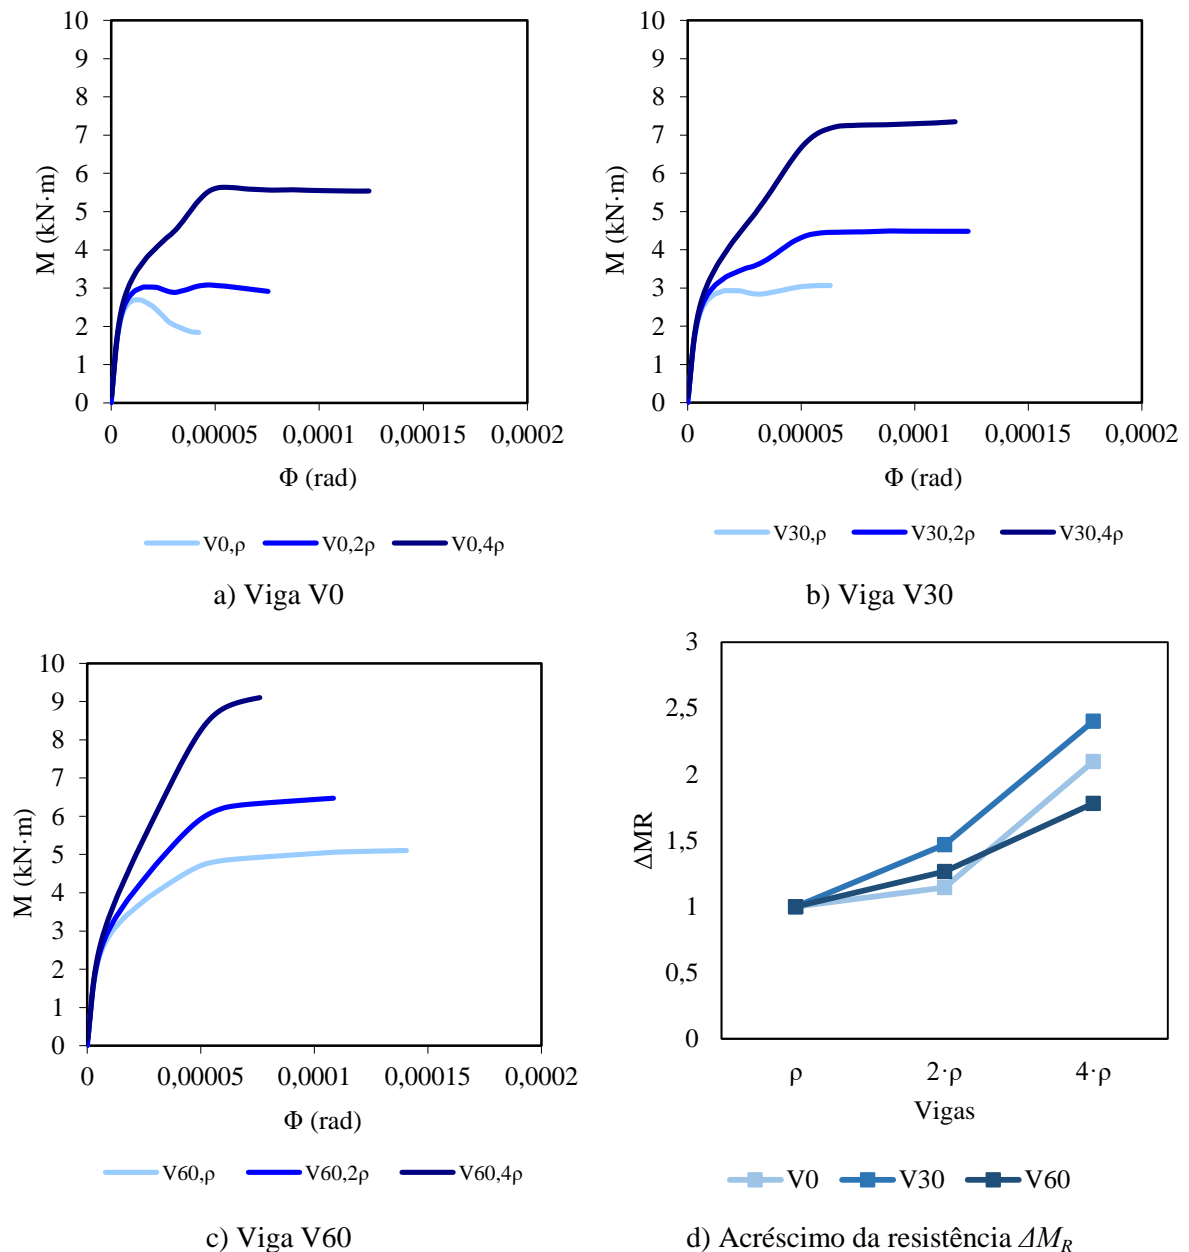 10
9
8
7
6
5
4
3
2
1
0
M (kN·m)
0 0,00005 0,0001 0,00015 0,0002
Φ (rad)
V0,ρ V0,2ρ V0,4ρ
a) Viga V0
10
9
8
7
6
5
4
3
2
1
0
M (kN·m)
0 0,00005 0,0001 0,00015 0,0002
Φ (rad)
V30,ρ V30,2ρ V30,4ρ
b) Viga V30
10
9
8
7
6
5
4
3
2
1
0
M (kN·m)
0 0,00005 0,0001 0,00015 0,0002
Φ (rad)
V60,ρ V60,2ρ V60,4ρ
c) Viga V60
3
2,5
2
1,5
1
0,5
0
ΔMR
ρ 2·ρ 4·ρ
Vigas
V0 V30 V60
d) Acréscimo da resistência ΔM_R